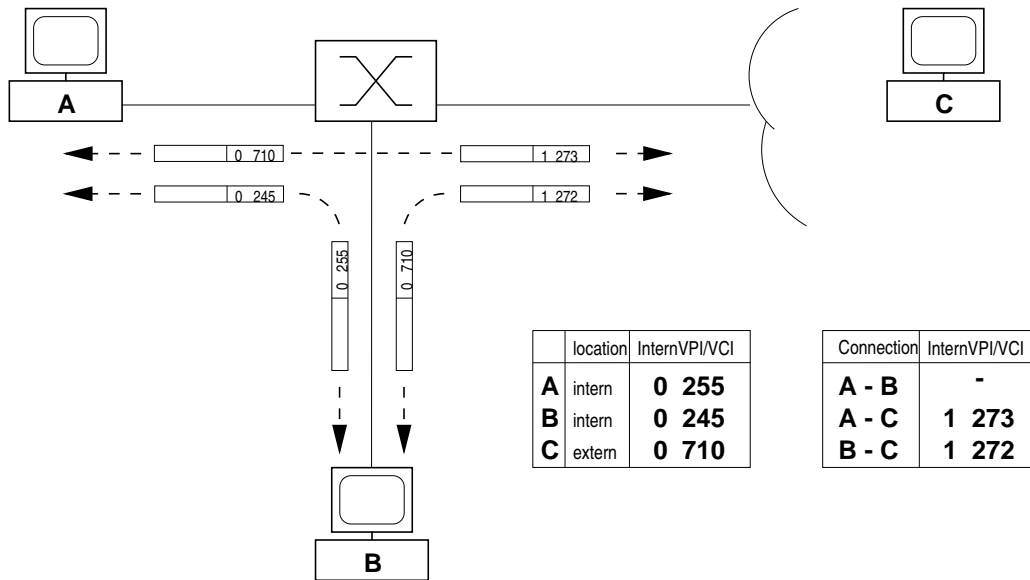 A
C
0 710
1 273
0 245
1 272
0 255
0 710
location InternVPI/VCI
A intern 0 255
B intern 0 245
C extern 0 710
Connection InternVPI/VCI
A - B -
A - C 1 273
B - C 1 272
B